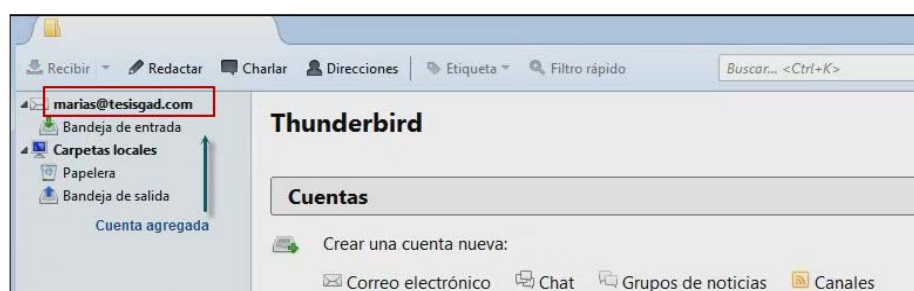 Recibir Redactar Charlar Direcciones Etiqueta Filtro rápido Buscar... <Ctrl+K>
marias@tesisgad.com
Bandeja de entrada
Carpetas locales
Papelera
Bandeja de salida
Cuenta agregada
Thunderbird
Cuentas
Crear una cuenta nueva:
Correo electrónico Chat Grupos de noticias Canales